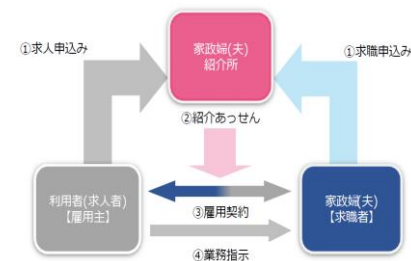 ①求人申込み
家政婦(夫)
紹介所
①求職申込み
②紹介あっせん
利用者(求人者)
【雇用主】
③雇用契約
家政婦(夫)
【求職者】
④業務指示